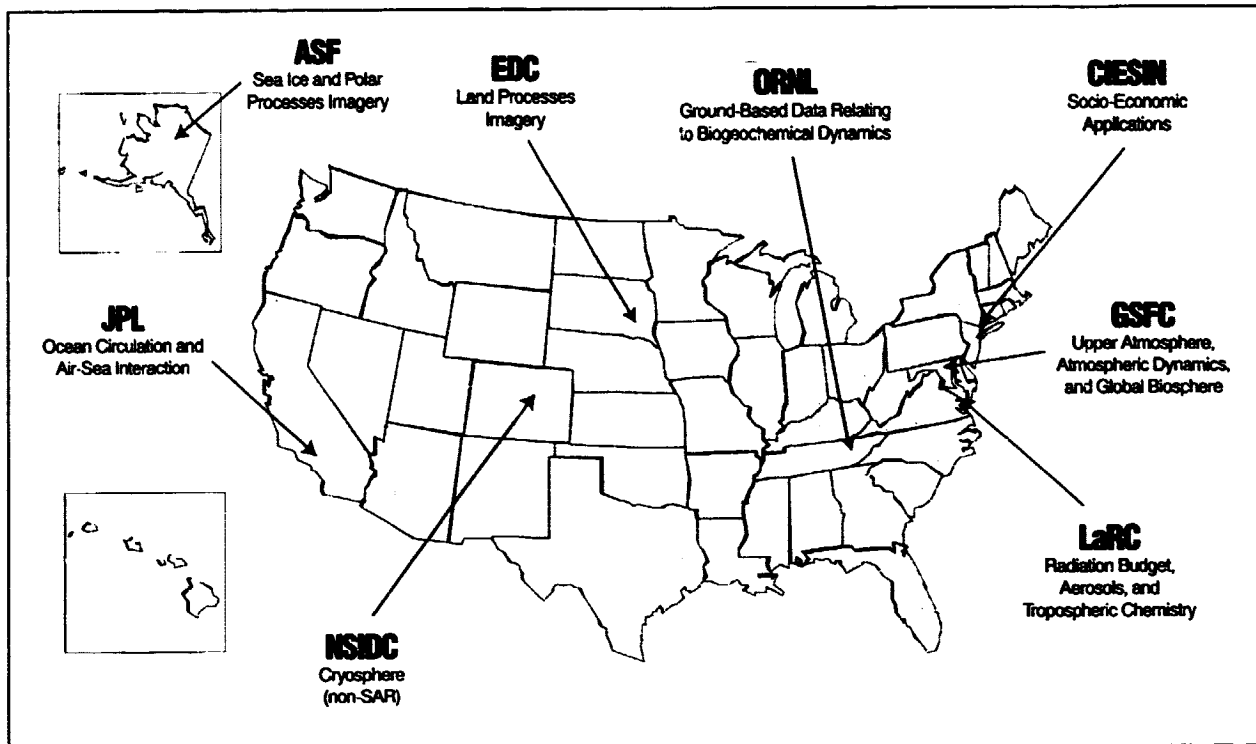 ASF
Sea Ice and Polar
Processes Imagery
EDC
Land Processes
Imagery
ORNL
Ground-Based Data Relating
to Biogeochemical Dynamics
CIESIN
Socio-Economic
Applications
JPL
Ocean Circulation and
Air-Sea Interaction
GSFC
Upper Atmosphere,
Atmospheric Dynamics,
and Global Biosphere
LaRC
Radiation Budget,
Aerosols, and
Tropospheric Chemistry
NSIDC
Cryosphere
(non-SAR)